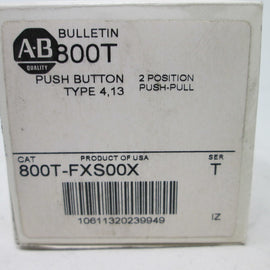 BULLETIN
A-B
QUALITY
800T
PUSH BUTTON 2 POSITION
TYPE 4,13 PUSH-PULL
CAT PRODUCT OF USA SER
800T-FXS00X T
10611320239949 IZ